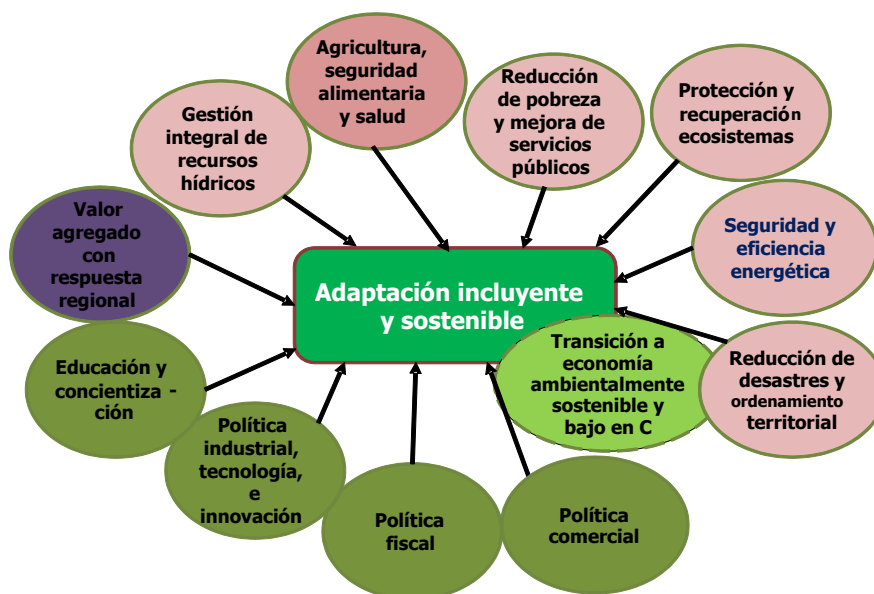 Agricultura,
seguridad
alimentaria
y salud
Reducción
de pobreza
y mejora de
servicios
públicos
Protección y
recuperación
ecosistemas
Gestión
integral de
recursos
hídricos
Valor
agregado
con
respuesta
regional
Seguridad y
eficiencia
energética
Adaptación incluyente
y sostenible
Transición a
economía
ambientalmente
sostenible y
bajo en C
Reducción de
desastres y
ordenamiento
territorial
Educación y
concientiza -
ción
Política
industrial,
tecnología,
e
innovación
Política
fiscal
Política
comercial